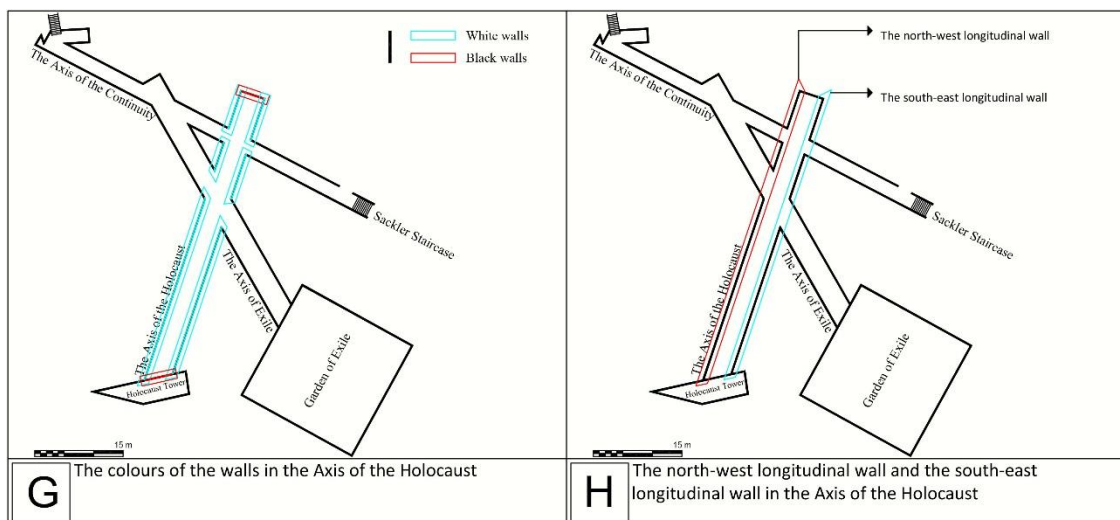 White walls
Black walls
The Axis of the Continuity
Sackler Staircase
The Axis of the Holocaust
The Axis of Exile
Garden of Exile
Holocaust Tower
15 m
G
The colours of the walls in the Axis of the Holocaust
The north-west longitudinal wall
The south-east longitudinal wall
The Axis of the Continuity
Sackler Staircase
The Axis of the Holocaust
The Axis of Exile
Garden of Exile
Holocaust Tower
15 m
H
The north-west longitudinal wall and the south-east
longitudinal wall in the Axis of the Holocaust